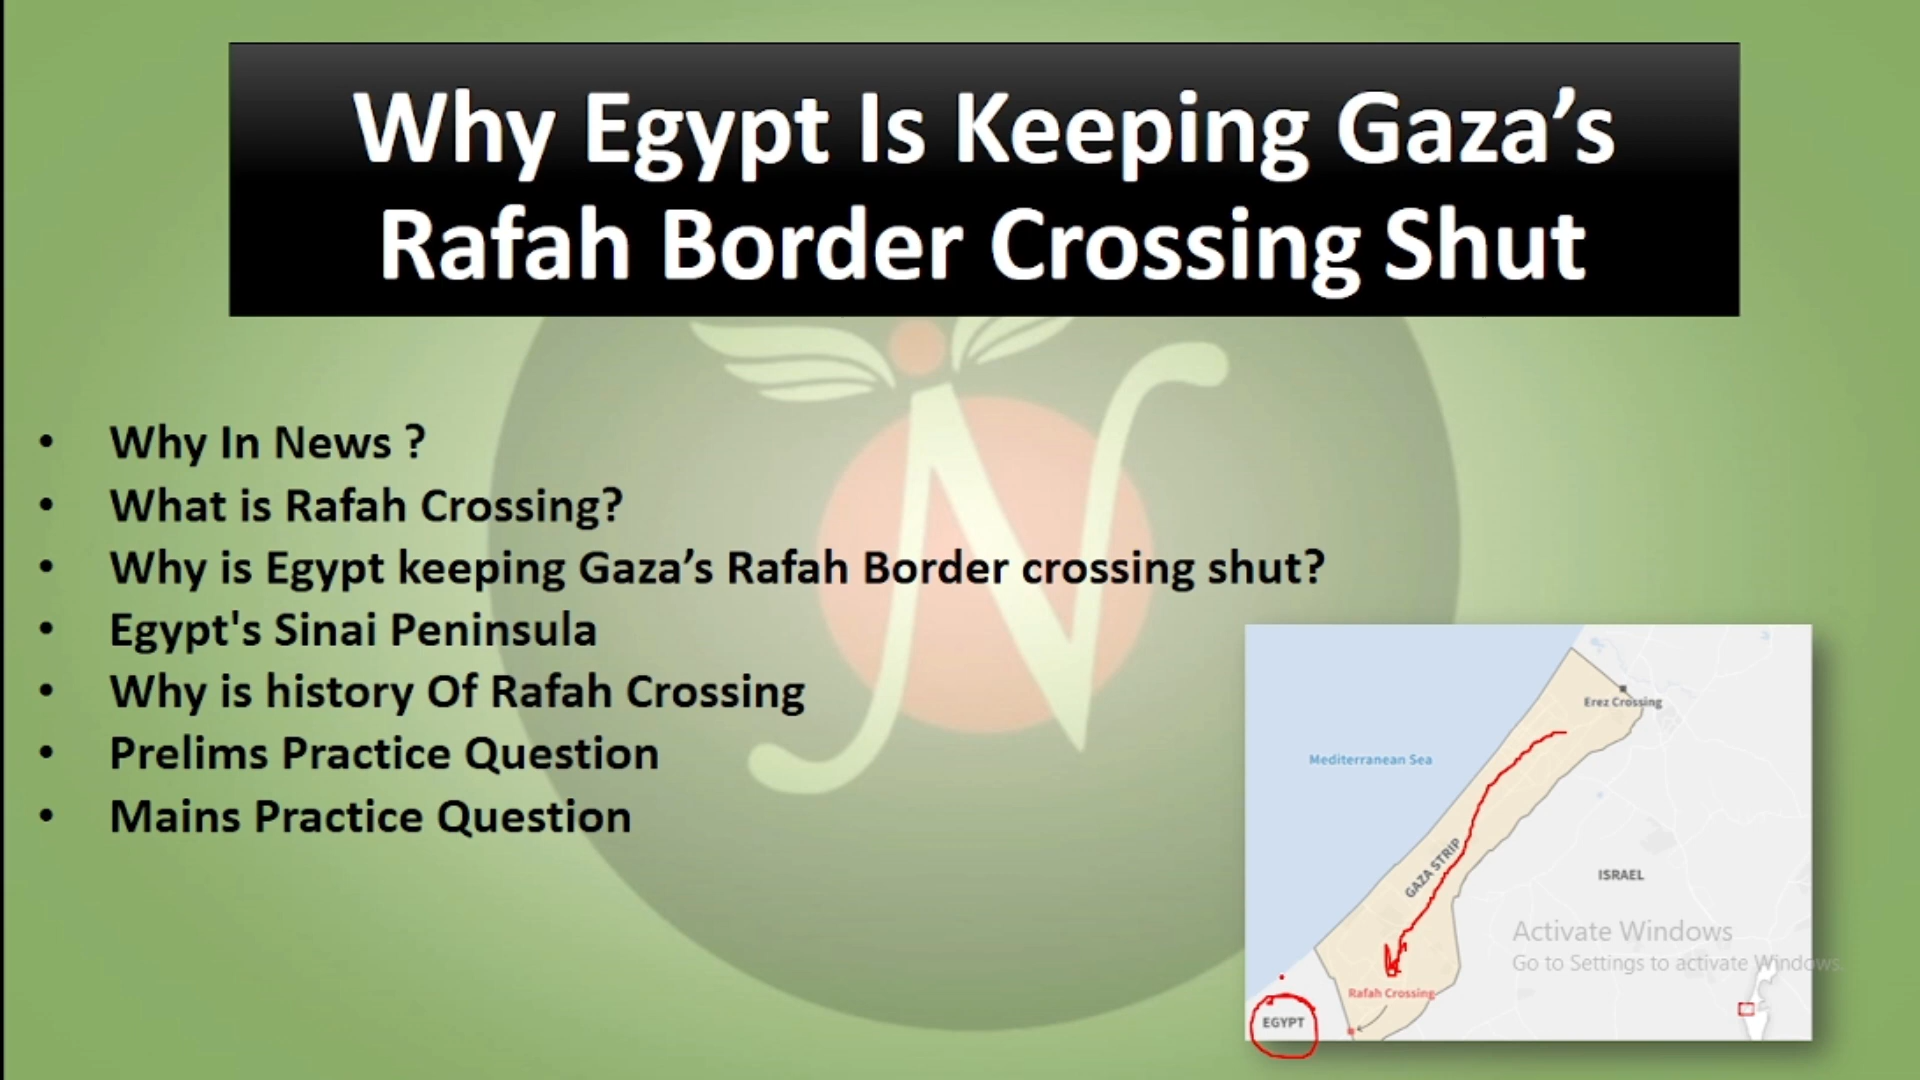 Why Egypt Is Keeping Gaza’s
Rafah Border Crossing Shut
• Why In News ?
• What is Rafah Crossing?
• Why is Egypt keeping Gaza’s Rafah Border crossing shut?
• Egypt's Sinai Peninsula
• Why is history Of Rafah Crossing
• Prelims Practice Question
• Mains Practice Question
Erez Crossing
Mediterranean Sea
GAZA STRIP
ISRAEL
Activate Windows
Go to Settings to activate Windows.
Rafah Crossing
EGYPT
N